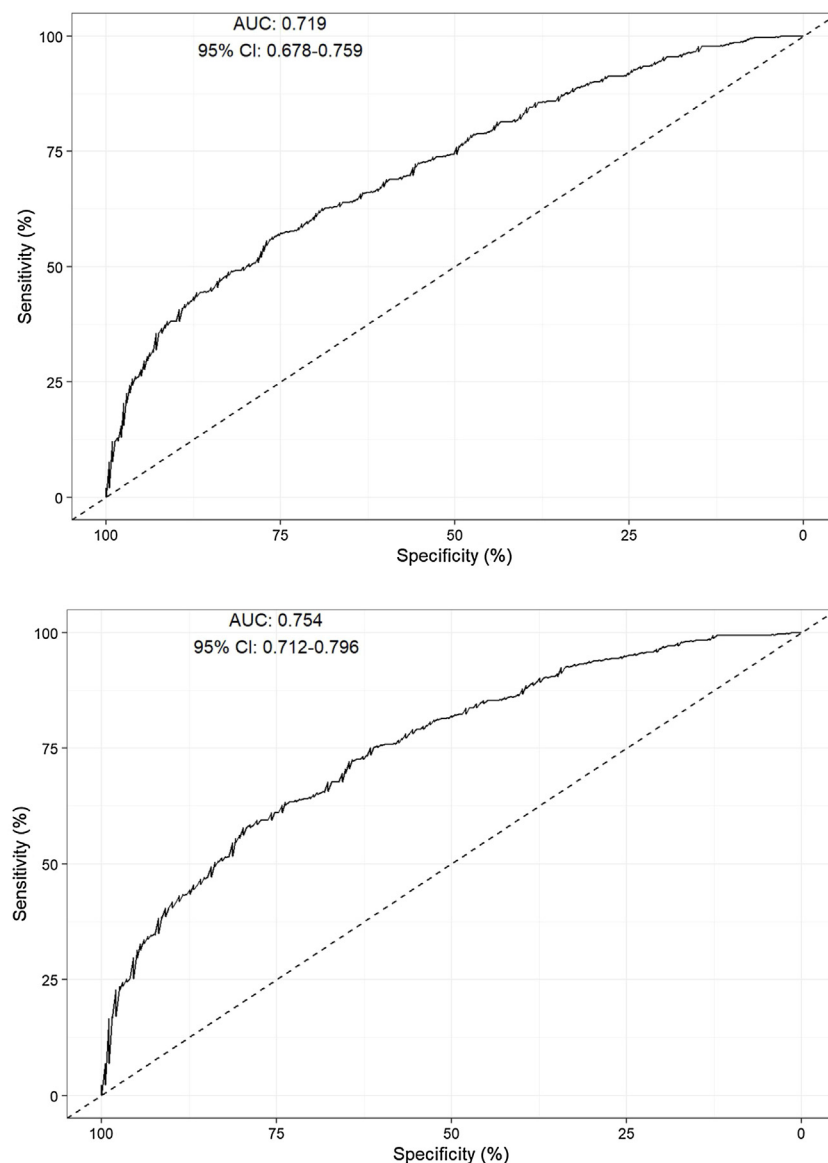 AUC: 0.719
95% CI: 0.678-0.759
100
75
50
25
0
Sensitivity (%)
100 75 50 25 0
Specificity (%)
AUC: 0.754
95% CI: 0.712-0.796
100
75
50
25
0
Sensitivity (%)
100 75 50 25 0
Specificity (%)